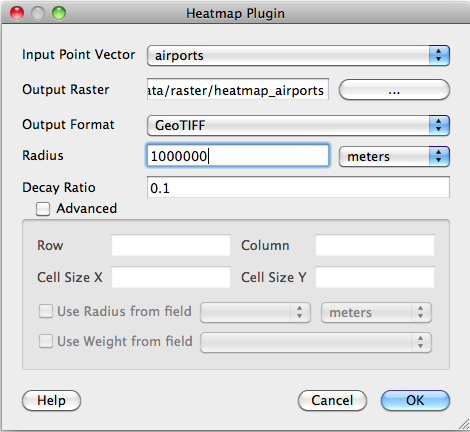 Heatmap Plugin
Input Point Vector airports
Output Raster ata/raster/heatmap_airports ...
Output Format GeoTIFF
Radius 1000000 meters
Decay Ratio 0.1
Advanced
Row Column
Cell Size X Cell Size Y
Use Radius from field meters
Use Weight from field
Help Cancel OK